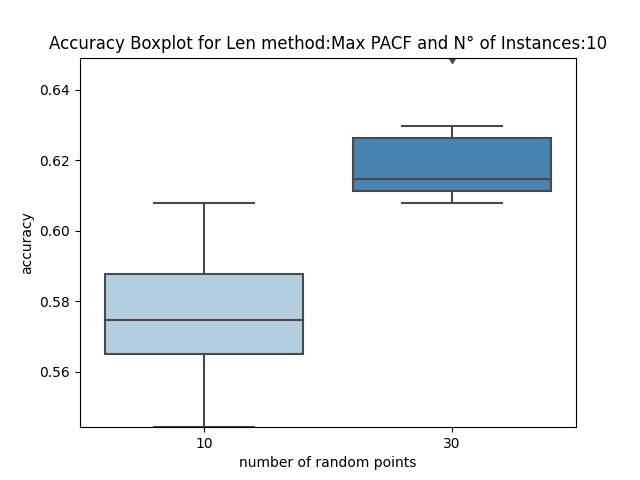 Accuracy Boxplot for Len method:Max PACF and N° of Instances:10
0.64
0.62
0.60
0.58
0.56
accuracy
10 30
number of random points